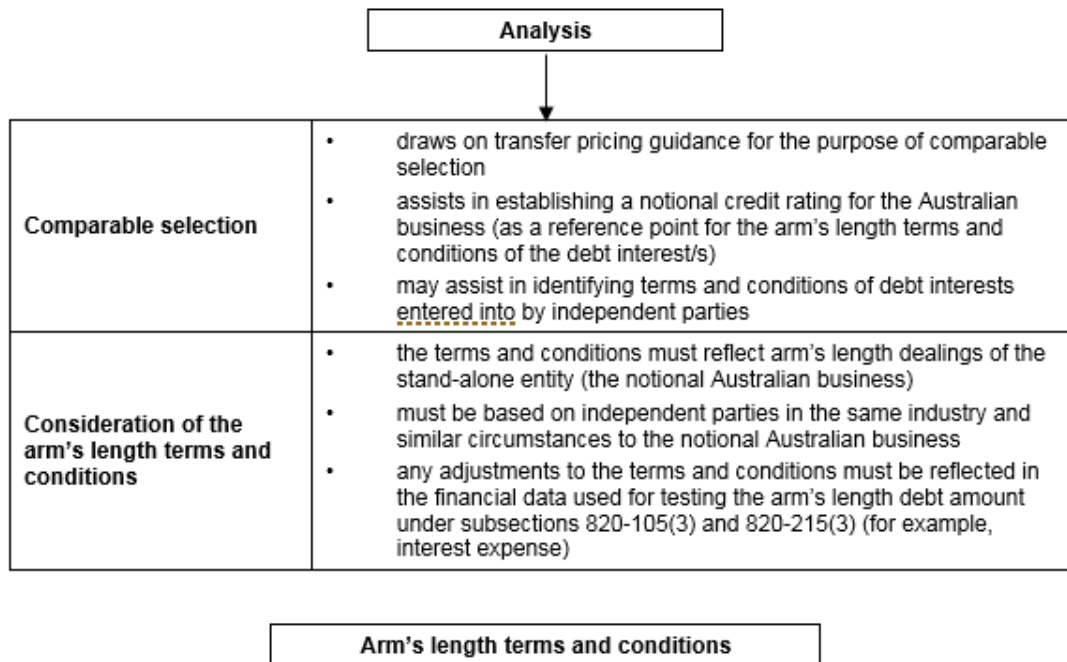 Analysis
• draws on transfer pricing guidance for the purpose of comparable
selection
Comparable selection
• assists in establishing a notional credit rating for the Australian
business (as a reference point for the arm's length terms and
conditions of the debt interest/s)
• may assist in identifying terms and conditions of debt interests
entered into by independent parties
Consideration of the
arm's length terms and
conditions
• the terms and conditions must reflect arm's length dealings of the
stand-alone entity (the notional Australian business)
• must be based on independent parties in the same industry and
similar circumstances to the notional Australian business
• any adjustments to the terms and conditions must be reflected in
the financial data used for testing the arm's length debt amount
under subsections 820-105(3) and 820-215(3) (for example,
interest expense)
Arm's length terms and conditions